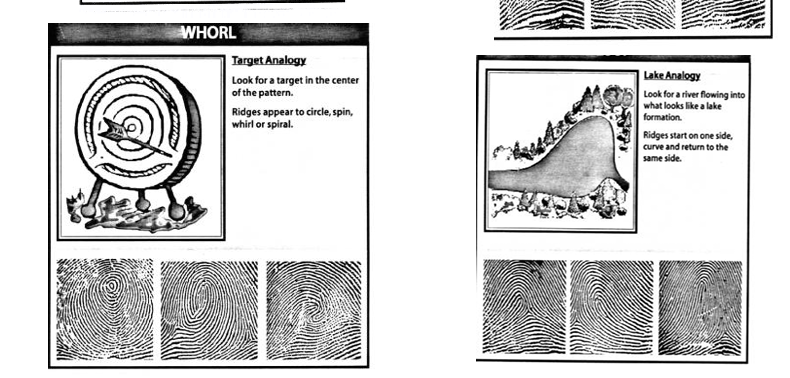 WHORL
Target Analogy
Look for a target in the center
of the pattern.
Ridges appear to circle, spin,
whirl or spiral.
Lake Analogy
Look for a river flowing into
what looks like a lake
formation.
Ridges start on one side,
curve and return to the
same side.